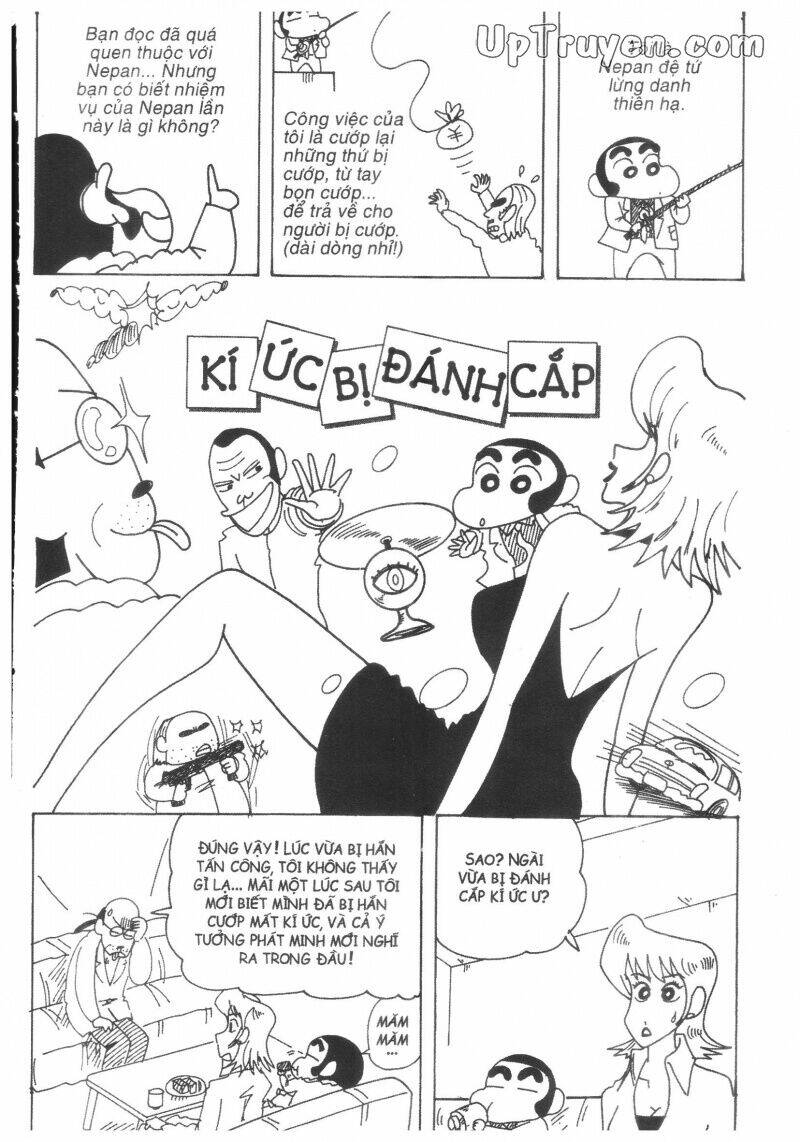 UpTruyen.com
Nepan đệ tứ
lừng danh
thiên hạ.
Công việc của
tôi là cướp lại
những thứ bị
cướp, từ tay
bọn cướp...
để trả về cho
người bị cướp.
(dài dòng nhỉ!)
Bạn đọc đã quá
quen thuộc với
Nepan... Nhưng
bạn có biết nhiệm
vụ của Nepan lần
này là gì không?
KÍ ỨC BỊ ĐÁNH CẮP
SAO? NGÀI
VỪA BỊ ĐÁNH
CẮP KÍ ỨC Ư?
ĐÚNG VẬY! LÚC VỪA BỊ HẮN
TẤN CÔNG, TÔI KHÔNG THẤY
GÌ LẠ... MÃI MỘT LÚC SAU TÔI
MỚI BIẾT MÌNH ĐÃ BỊ HẮN
CƯỚP MẤT KÍ ỨC, VÀ CẢ Ý
TƯỞNG PHÁT MINH MỚI NGHĨ
RA TRONG ĐẦU!
MĂM
MĂM
...